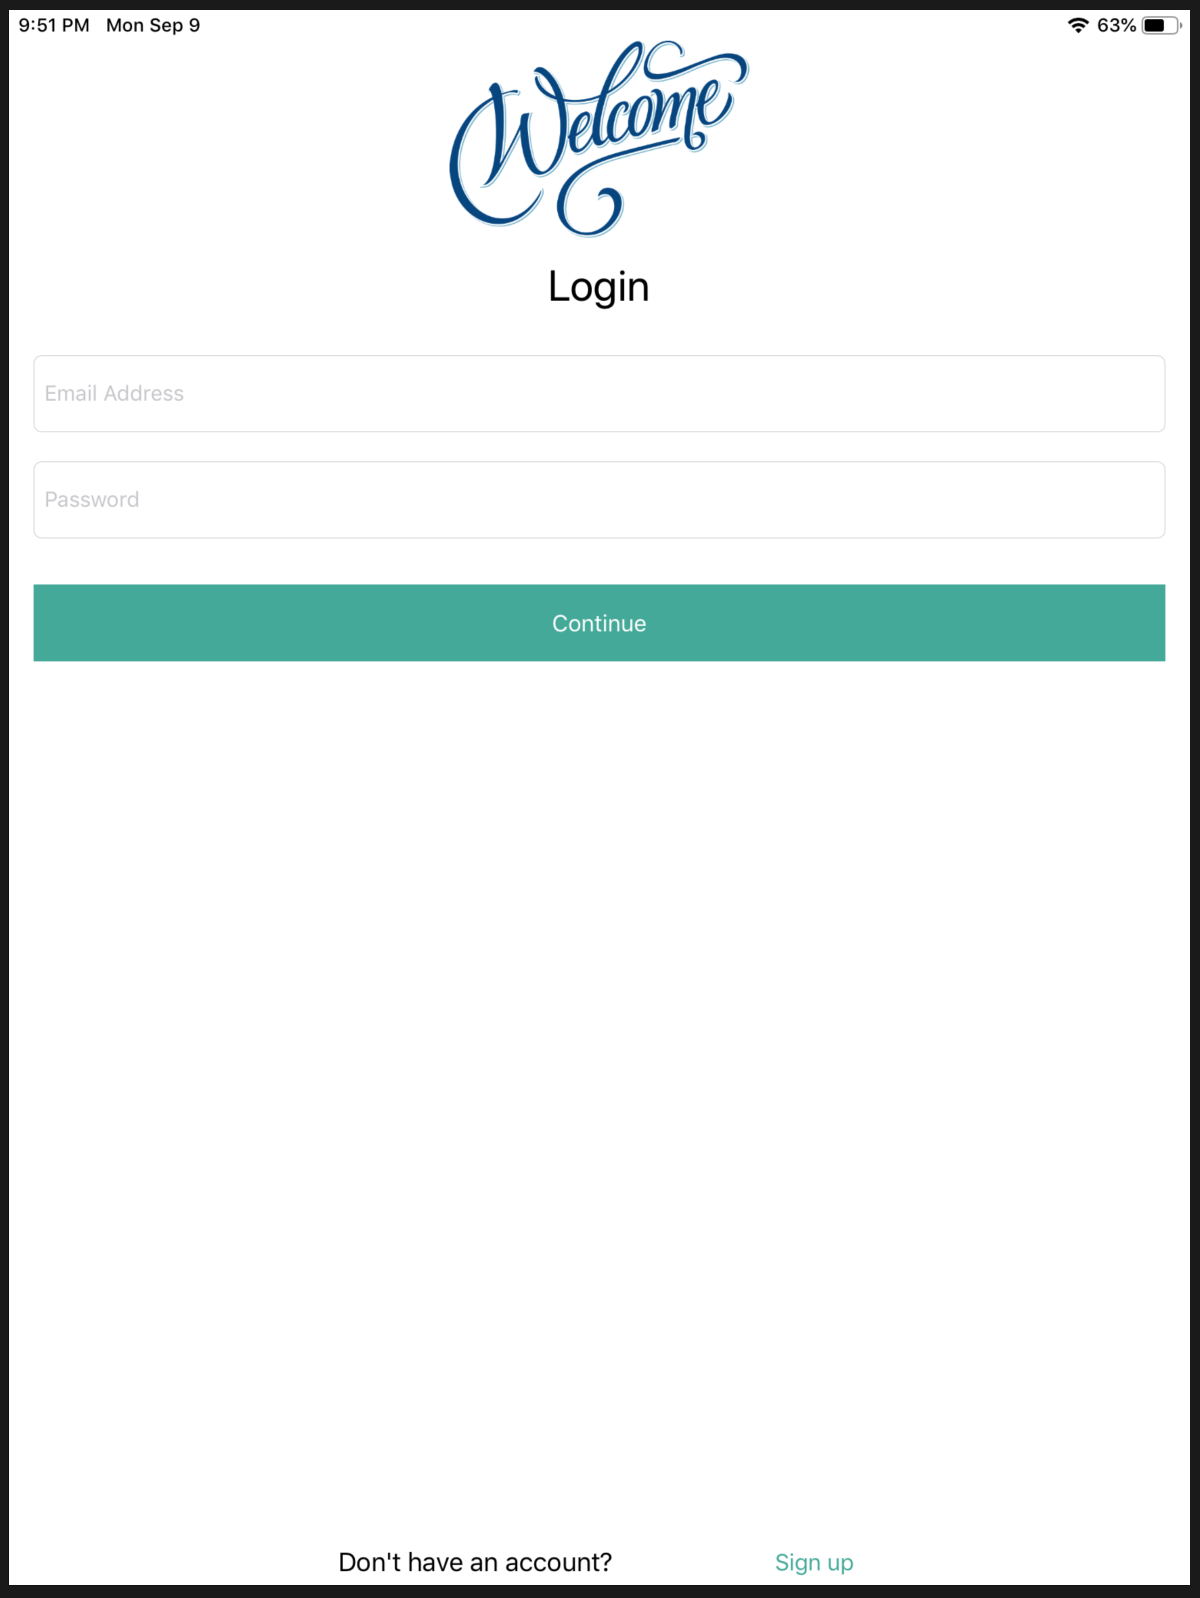 9:51 PM Mon Sep 9 63%
Welcome
Login
Email Address
Password
Continue
Don't have an account? Sign up